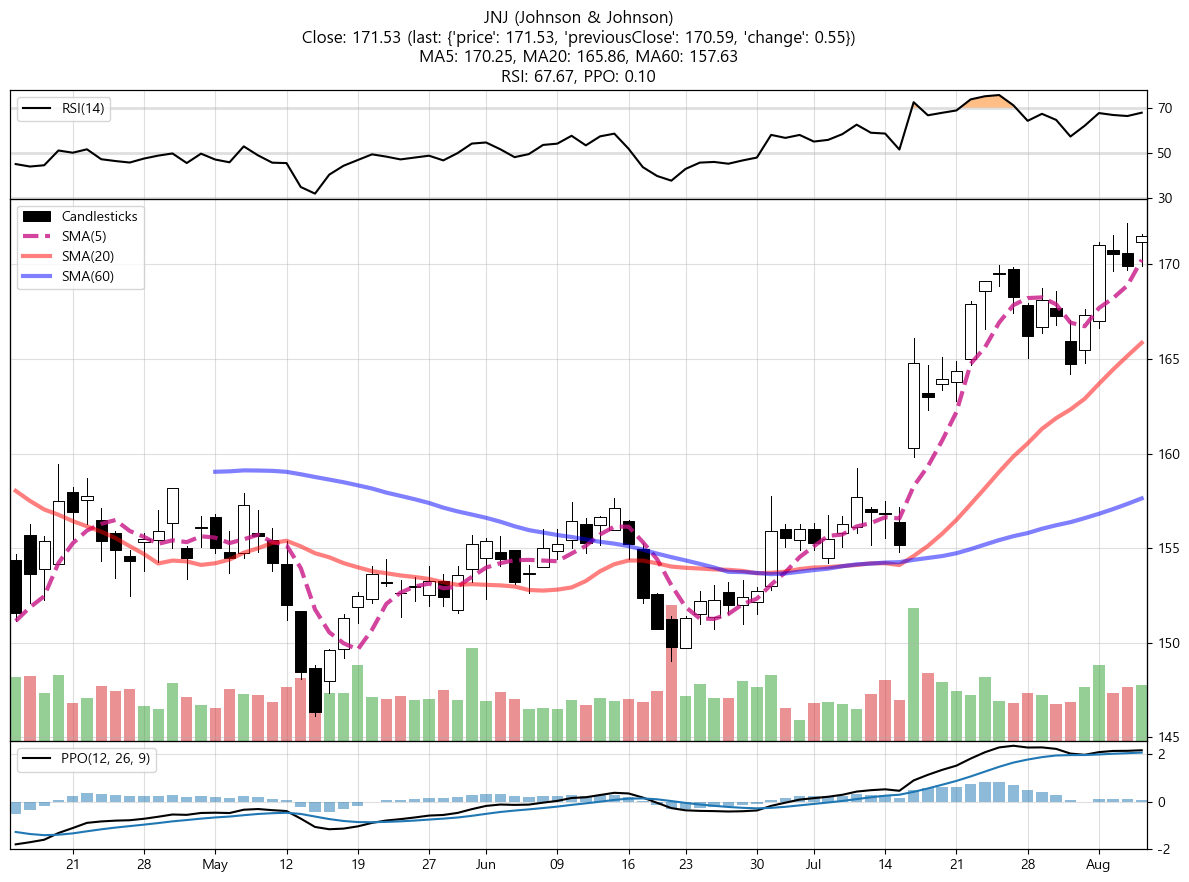 JNJ (Johnson & Johnson)
Close: 171.53 (last: {'price': 171.53, 'previousClose': 170.59, 'change': 0.55})
MA5: 170.25, MA20: 165.86, MA60: 157.63
RSI: 67.67, PPO: 0.10
RSI(14)
70
50
30
Candlesticks
SMA(5)
SMA(20)
SMA(60)
170
165
160
155
150
145
PPO(12, 26, 9)
2
0
-2
21 28 May 12 19 27 Jun 09 16 23 30 Jul 14 21 28 Aug